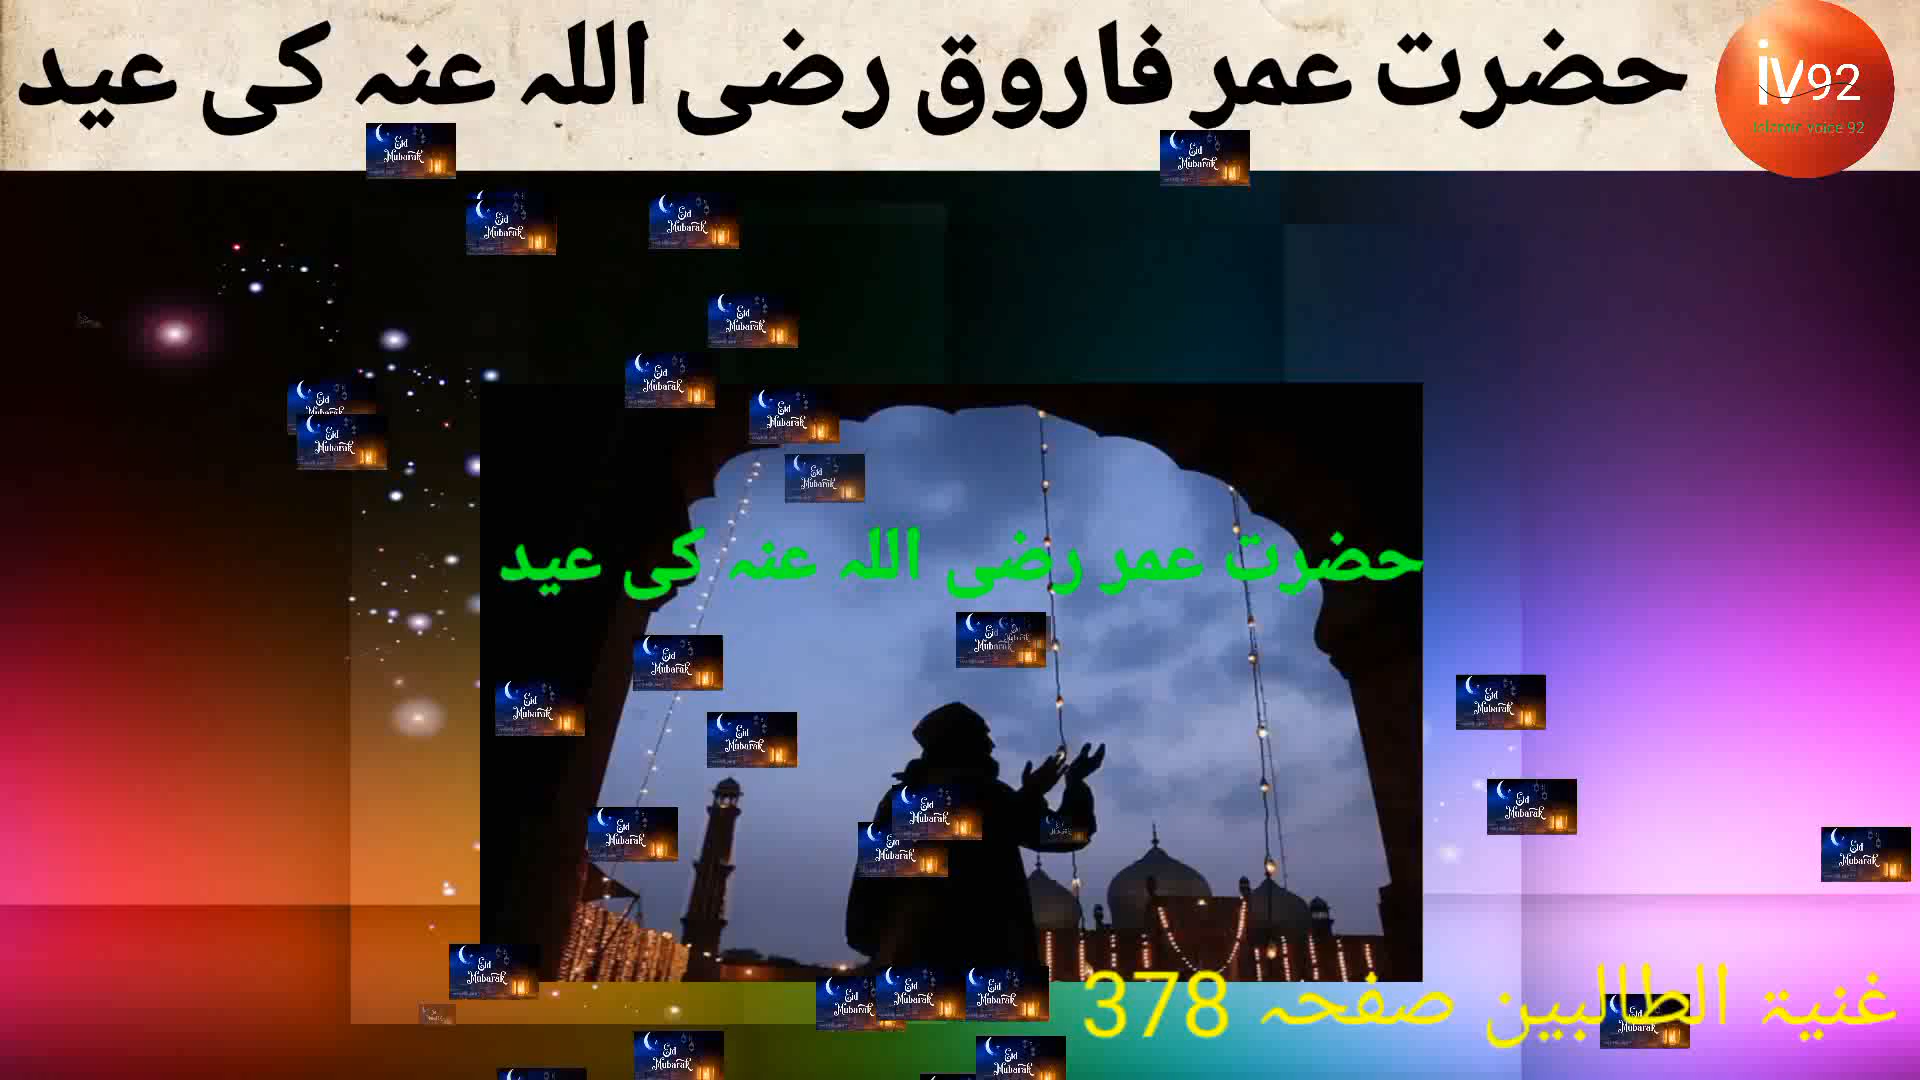 حضرت عمر فاروق رضی اللہ عنہ کی عید
iv92
Islamic voice 92
حضرت عمر رضی اللہ عنہ کی عید
غنیة الطالبین صفحہ 378
Eid Mubarak